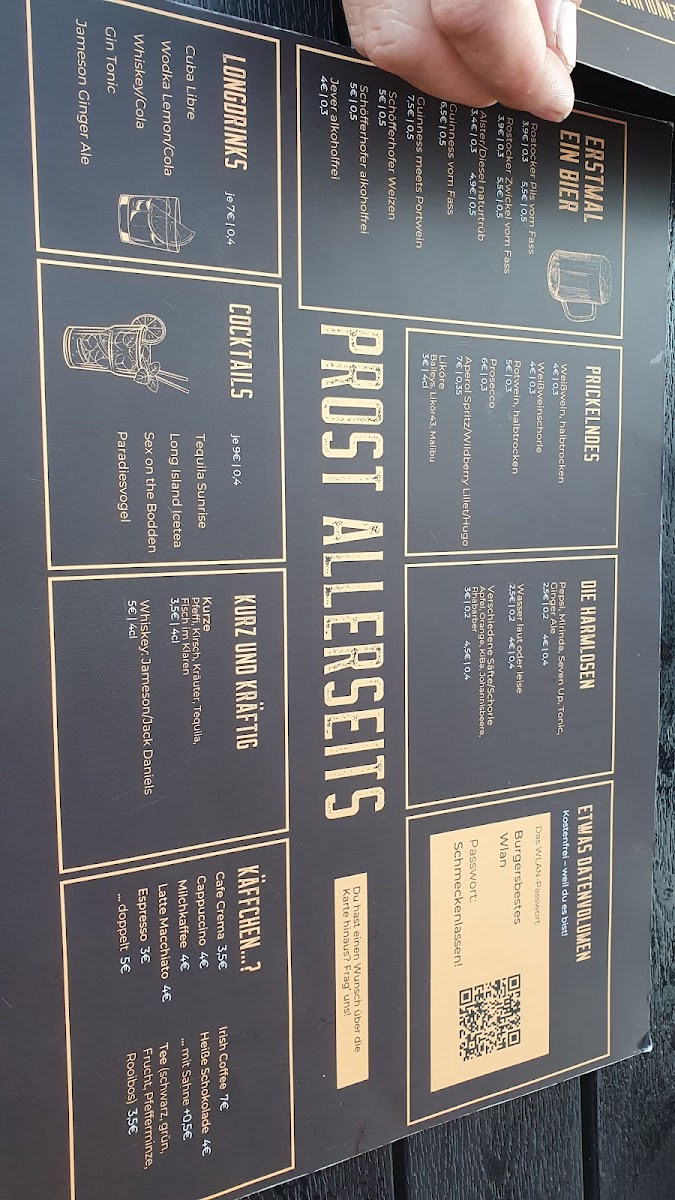 ERSTMAL
EIN BIER
Rostocker Pils vom Fass
3,9€ | 0,3 5,5€ | 0,5
Rostocker Zwickel vom Fass
3,9€ | 0,3 5,5€ | 0,5
Alster/Diesel naturtrüb
3,4€ | 0,3 4,9€ | 0,5
Guinness vom Fass
6,5€ | 0,5
Guinness meets Portwein
7,5€ | 0,5
Schöfferhofer Weizen
5€ | 0,5
Schöfferhofer alkoholfrei
5€ | 0,5
Jever alkoholfrei
4€ | 0,3
PRICKELNDES
Weißwein, halbtrocken
4€ | 0,3
Weißweinschorle
4€ | 0,3
Rotwein, halbtrocken
5€ | 0,3
Prosecco
6€ | 0,3
Aperol Spritz/Wildberry Lillet/Hugo
7€ | 0,35
Liköre
Baileys, Likör43, Malibu
3€ | 4cl
DIE HARMLOSEN
Pepsi, Mirinda, Seven Up, Tonic,
Ginger Ale
2,5€ | 0,2 4€ | 0,4
Wasser laut oder leise
2,5€ | 0,2 4€ | 0,4
Verschiedene Säfte/Schorle
Apfel, Orange, KiBa, Johannisbeere,
Rhabarber
3€ | 0,2 4,5€ | 0,4
ETWAS DATENVOLUMEN
Kostenfrei – weil du es bist!
Das WLAN-Passwort
Burgersbestes
Wlan
Passwort:
Schmeckenlassen!
PROST ALLERSEITS
Du hast einen Wunsch über die
Karte hinaus? Frag' uns!
LONGDRINKS
je 7€ | 0,4
Cuba Libre
Wodka Lemon/Cola
Whiskey/Cola
Gin Tonic
Jameson Ginger Ale
COCKTAILS
je 9€ | 0,4
Tequila Sunrise
Long Island Icetea
Sex on the Bodden
Paradiesvogel
KURZ UND KRÄFTIG
Kurze
Pfeffi, Kirsch, Kräuter, Tequila,
Fisch im Klaren
3,5€ | 4cl
Whiskey: Jameson/Jack Daniels
5€ | 4cl
KÄFFCHEN...?
Cafe Crema 3,5€
Cappuccino 4€
Milchkaffee 4€
Latte Macchiato 4€
Espresso 3€
... doppelt 5€
Irish Coffee 7€
Heiße Schokolade 4€
... mit Sahne +0,5€
Tee (schwarz, grün,
Frucht, Pfefferminze,
Rooibos) 3,5€